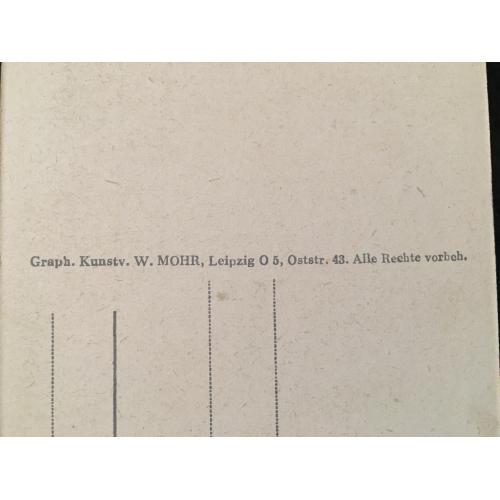 Graph. Kunstv. W. MOHR, Leipzig O 5, Oststr. 43. Alle Rechte vorbeh.